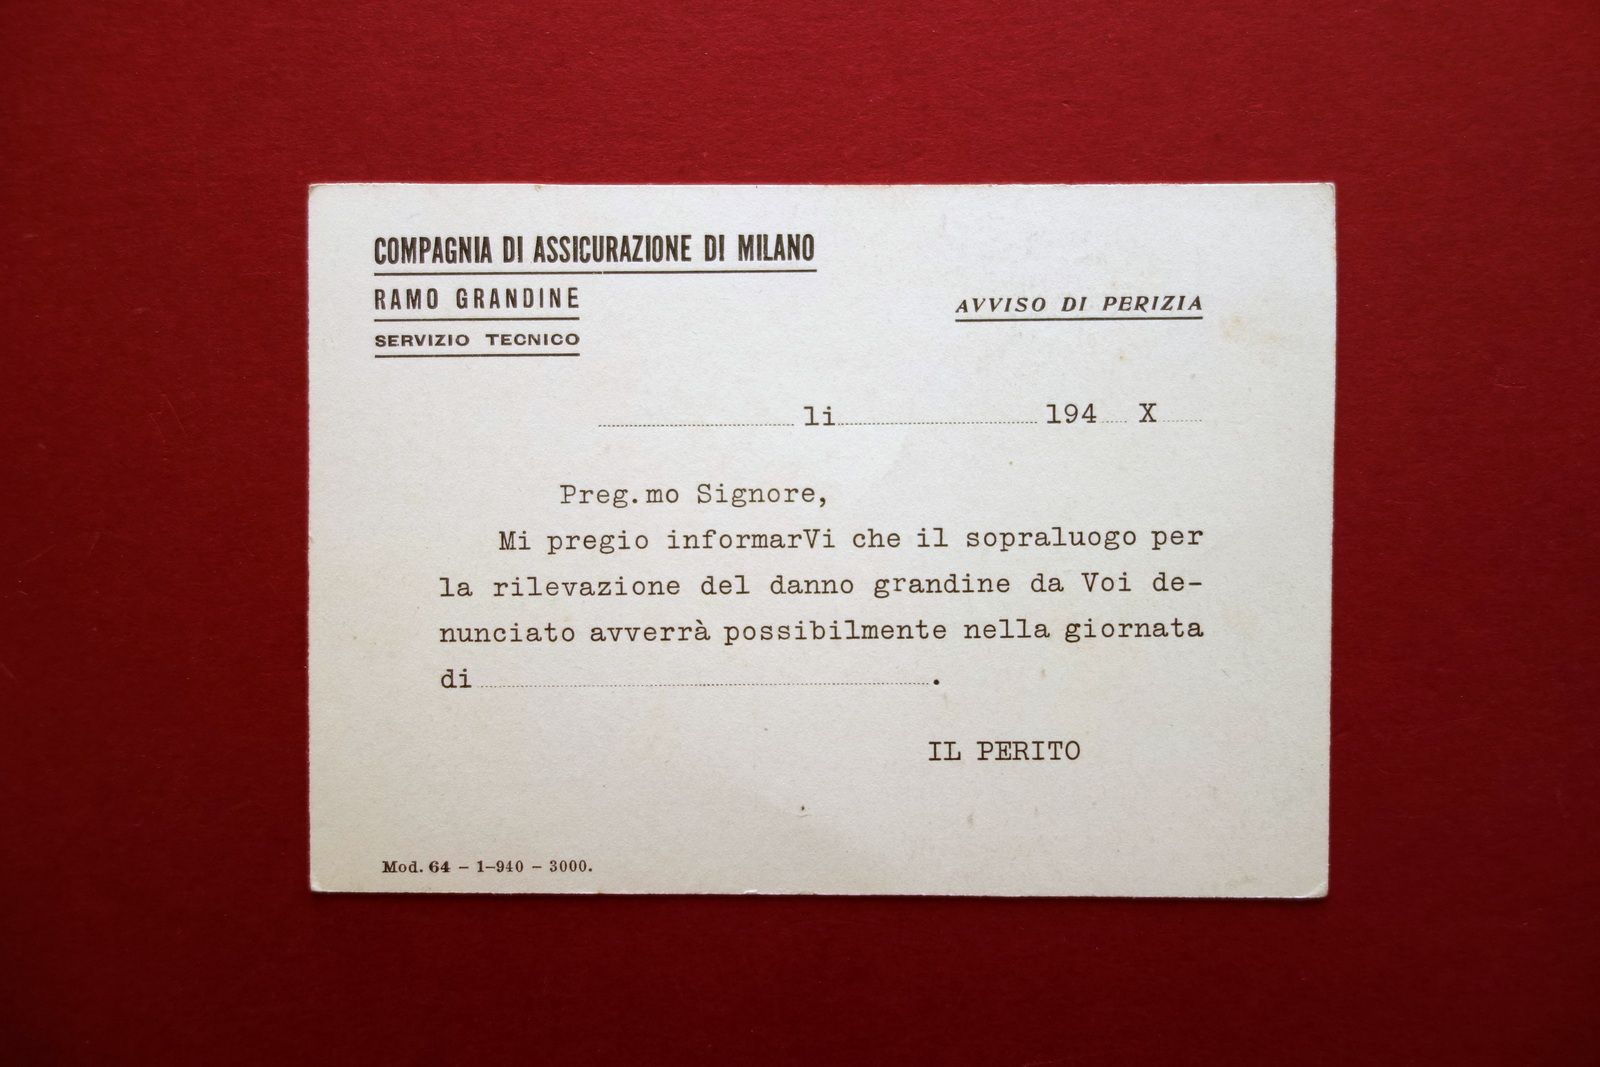 COMPAGNIA DI ASSICURAZIONE DI MILANO
RAMO GRANDINE
SERVIZIO TECNICO
AVVISO DI PERIZIA
li 194 X
Preg.mo Signore,
Mi pregio informarVi che il sopraluogo per
la rilevazione del danno grandine da Voi de-
nunciato avverrà possibilmente nella giornata
di .
IL PERITO
Mod. 64 – 1-940 – 3000.